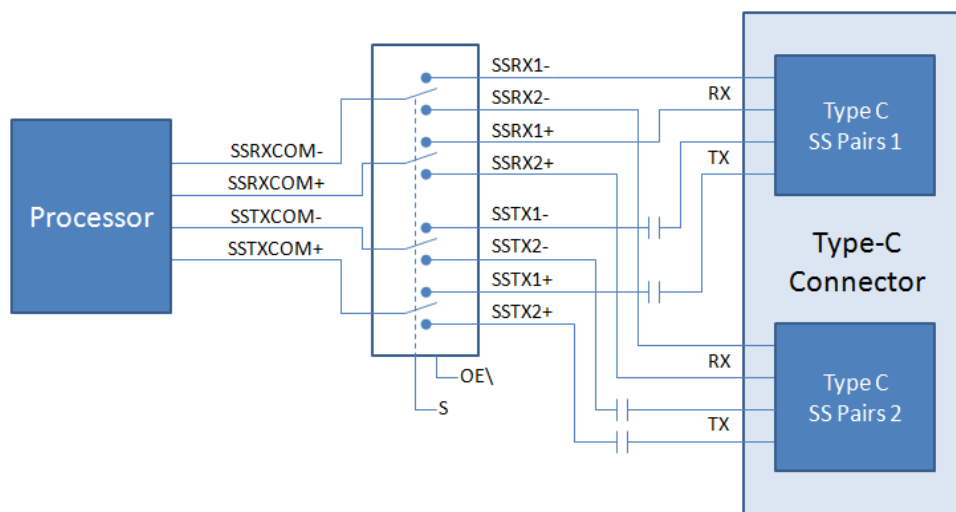 Processor
SSRXCOM-
SSRXCOM+
SSTXCOM-
SSTXCOM+
SSRX1-
SSRX2-
SSRX1+
SSRX2+
SSTX1-
SSTX2-
SSTX1+
SSTX2+
OE\
S
RX
TX
RX
TX
Type C
SS Pairs 1
Type-C
Connector
Type C
SS Pairs 2